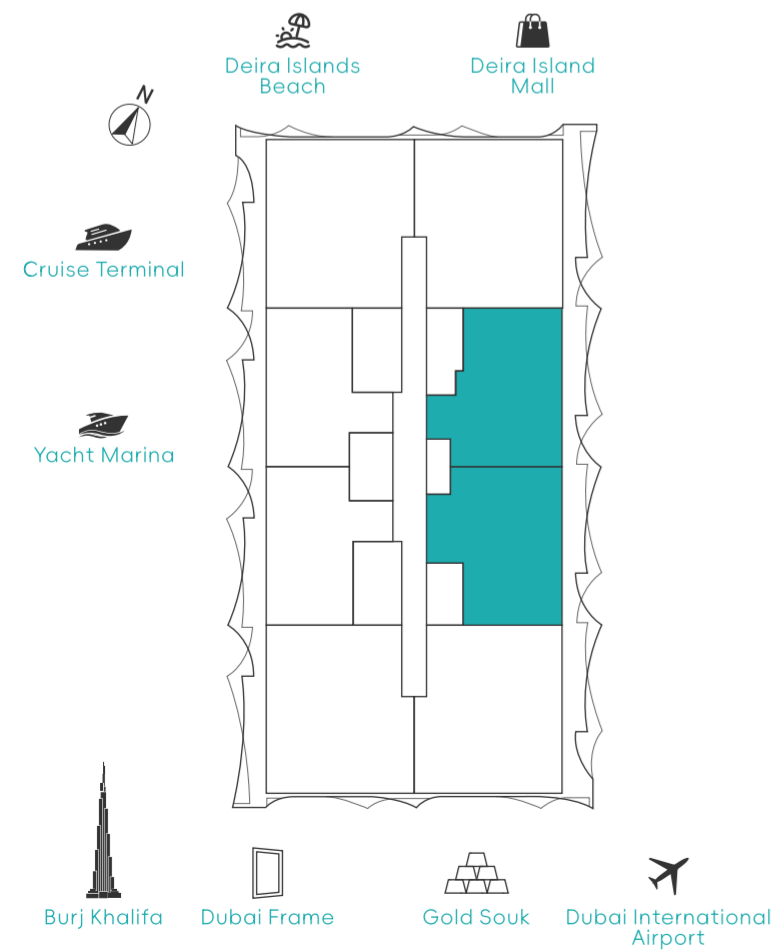 Deira Islands
Beach
Deira Island
Mall
N
Cruise Terminal
Yacht Marina
Burj Khalifa
Dubai Frame
Gold Souk
Dubai International
Airport